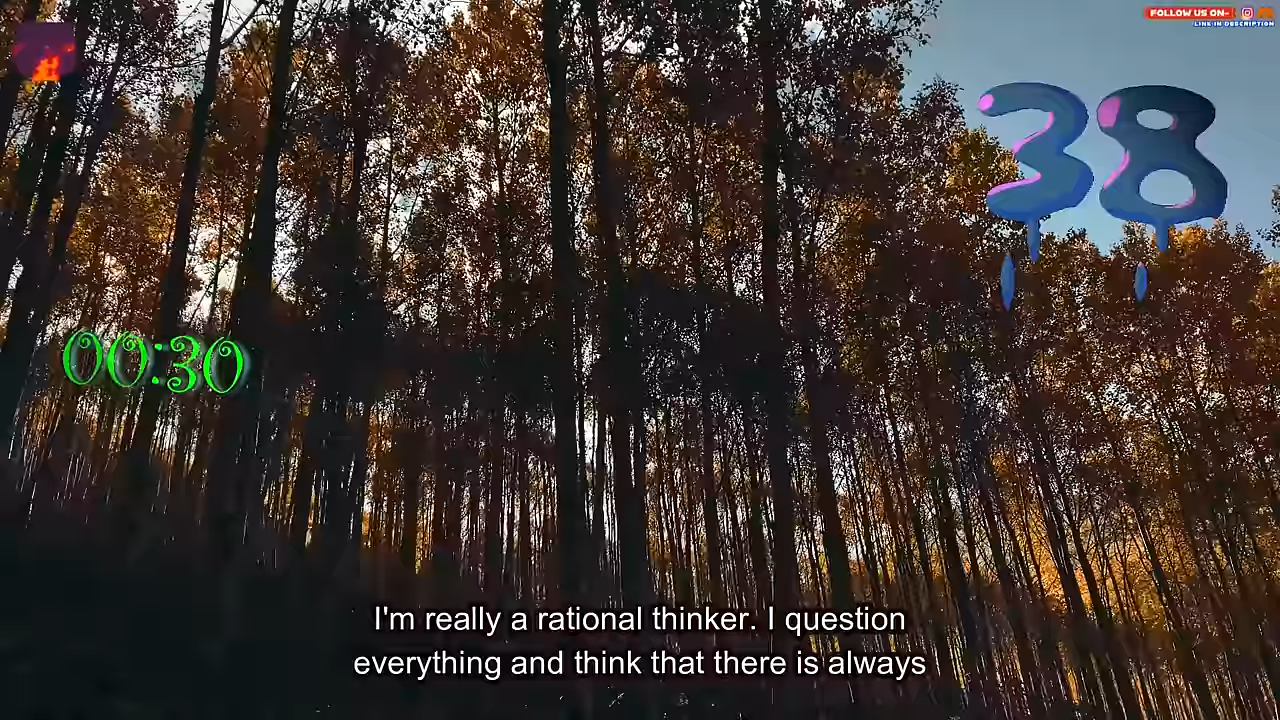 FOLLOW US ON-
LINK IN DESCRIPTION
38
00:30
I'm really a rational thinker. I question
everything and think that there is always